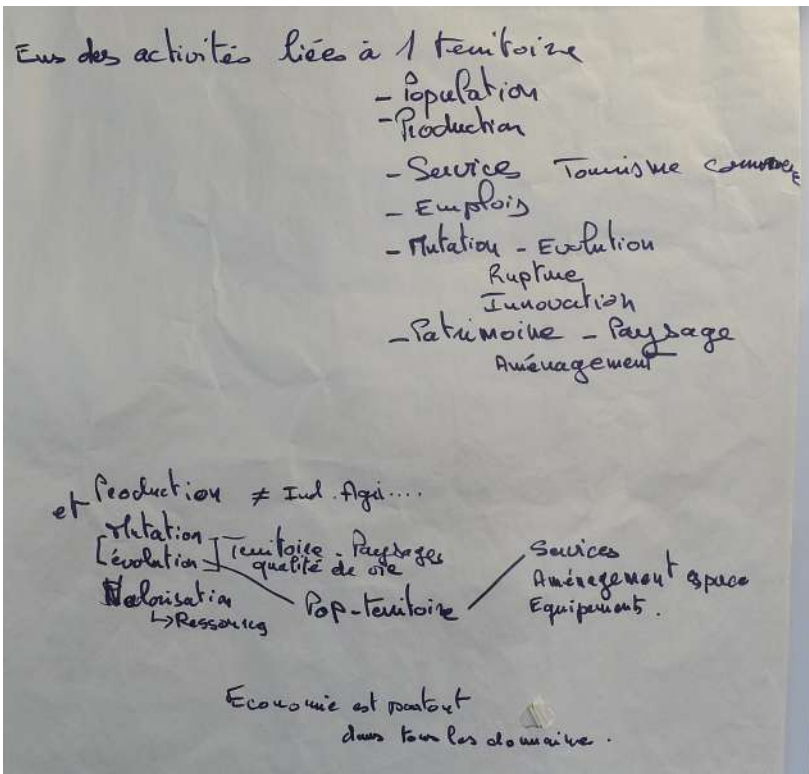 Ens des activités liées à 1 territoire
- Population
- Production
- Services Tourisme commerce
- Emplois
- Mutation - Evolution
Rupture
Innovation
- Patrimoine - Paysage
Aménagement
et Production ≠ Ind. Agri....
Mutation
[évolution] Territoire - Paysages
qualité de vie
Valorisation
↳ Ressources
Pop-territoire
Services
Aménagement espace
Equipements.
Economie est partout
dans tous les domaines.